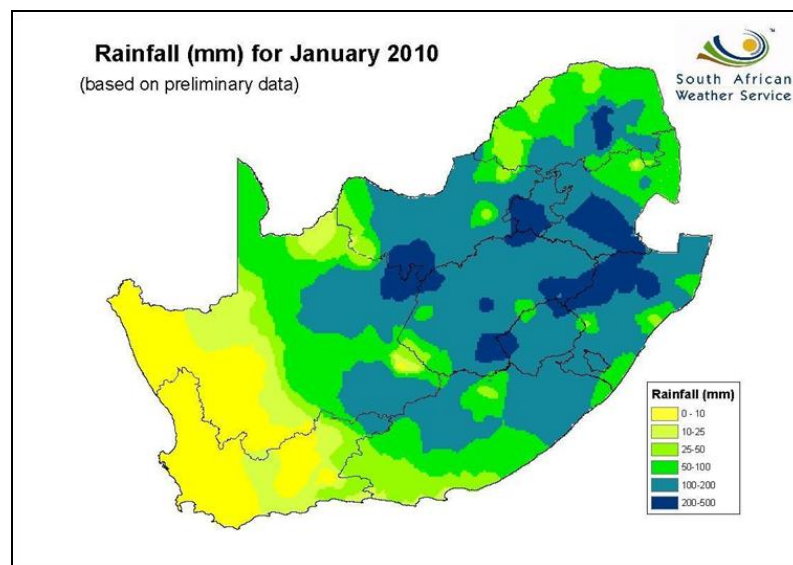 Rainfall (mm) for January 2010
(based on preliminary data)
South African
Weather Service
Rainfall (mm)
0 - 10
10-25
25-50
50-100
100-200
200-500